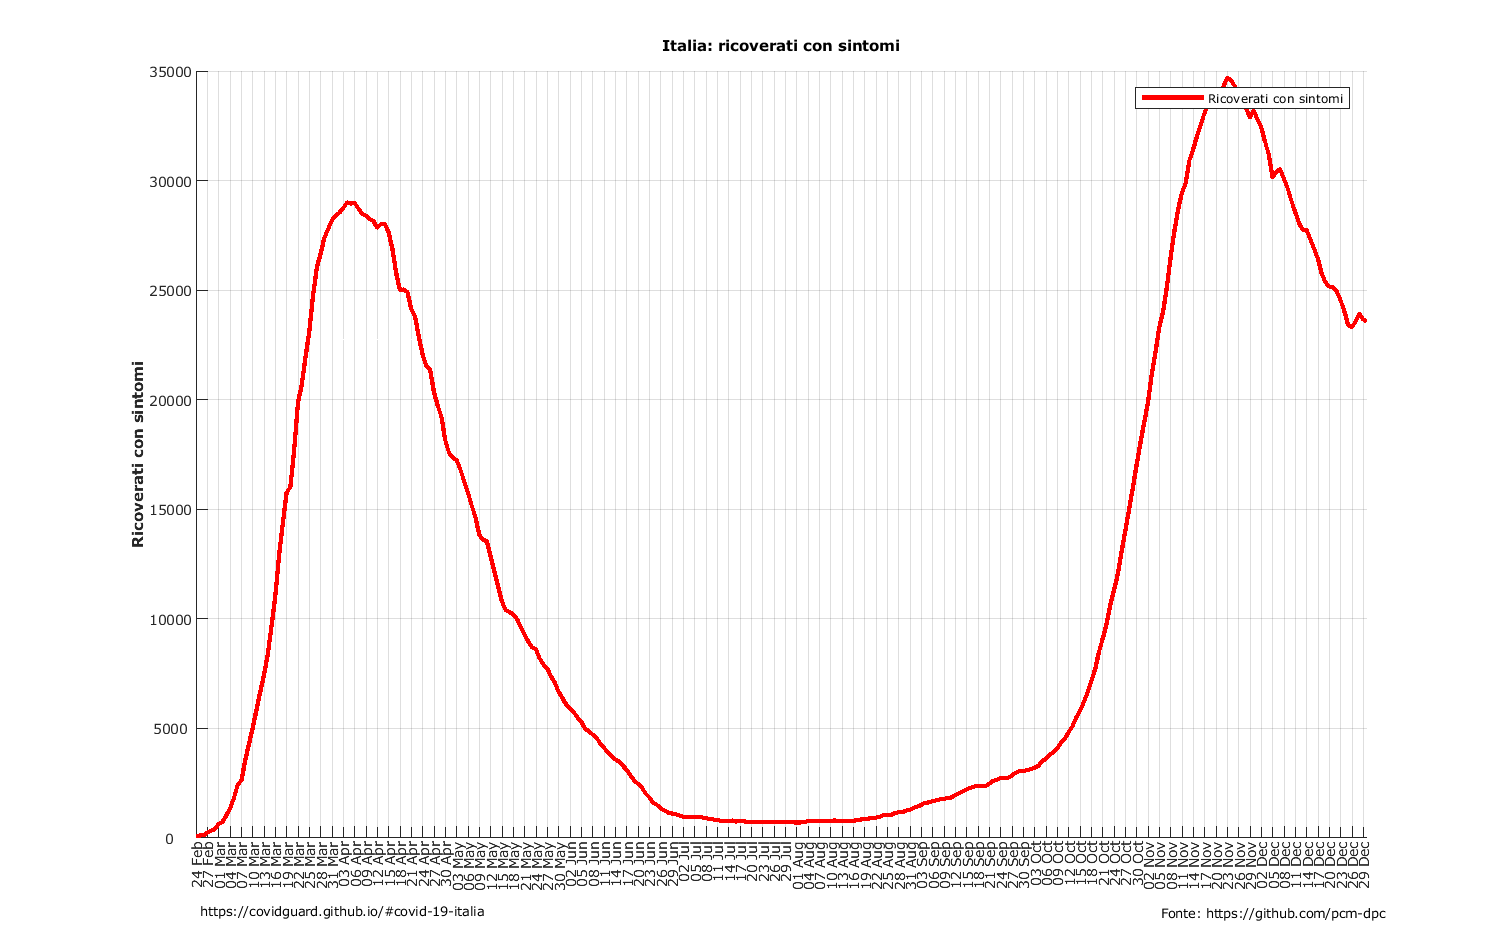 Italia: ricoverati con sintomi
Ricoverati con sintomi
Ricoverati con sintomi
35000
30000
25000
20000
15000
10000
5000
0
24 Feb
27 Feb
01 Mar
04 Mar
07 Mar
10 Mar
13 Mar
16 Mar
19 Mar
22 Mar
25 Mar
28 Mar
31 Mar
03 Apr
06 Apr
09 Apr
12 Apr
15 Apr
18 Apr
21 Apr
24 Apr
27 Apr
30 Apr
03 May
06 May
09 May
12 May
15 May
18 May
21 May
24 May
27 May
30 May
02 Jun
05 Jun
08 Jun
11 Jun
14 Jun
17 Jun
20 Jun
23 Jun
26 Jun
29 Jun
02 Jul
05 Jul
08 Jul
11 Jul
14 Jul
17 Jul
20 Jul
23 Jul
26 Jul
29 Jul
01 Aug
04 Aug
07 Aug
10 Aug
13 Aug
16 Aug
19 Aug
22 Aug
25 Aug
28 Aug
31 Aug
03 Sep
06 Sep
09 Sep
12 Sep
15 Sep
18 Sep
21 Sep
24 Sep
27 Sep
30 Sep
03 Oct
06 Oct
09 Oct
12 Oct
15 Oct
18 Oct
21 Oct
24 Oct
27 Oct
30 Oct
02 Nov
05 Nov
08 Nov
11 Nov
14 Nov
17 Nov
20 Nov
23 Nov
26 Nov
29 Nov
02 Dec
05 Dec
08 Dec
11 Dec
14 Dec
17 Dec
20 Dec
23 Dec
26 Dec
29 Dec
https://covidguard.github.io/#covid-19-italia
Fonte: https://github.com/pcm-dpc